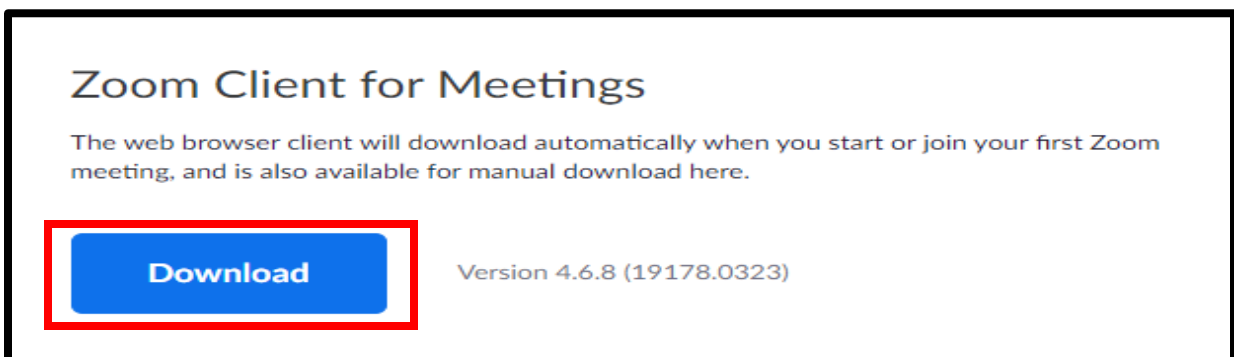 Zoom Client for Meetings
The web browser client will download automatically when you start or join your first Zoom
meeting, and is also available for manual download here.
Download
Version 4.6.8 (19178.0323)